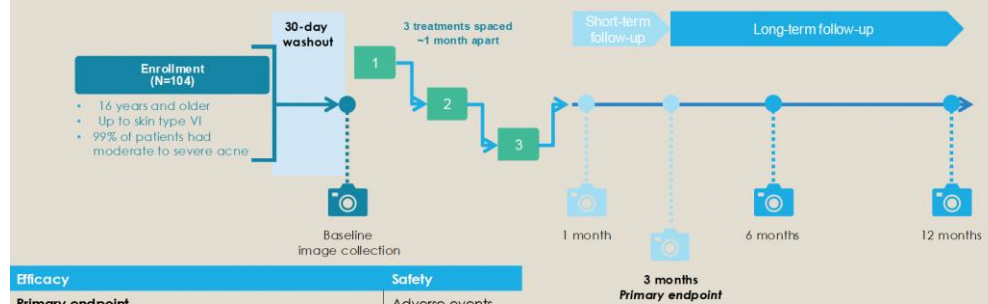 30-day
washout
3 treatments spaced
~1 month apart
Short-term
follow-up
Long-term follow-up
Enrollment
(N=104)
• 16 years and older
• Up to skin type VI
• 99% of patients had
moderate to severe acne
1
2
3
Baseline
image collection
1 month
3 months
Primary endpoint
6 months
12 months
Efficacy
Safety
Primary endpoint
Adverse events